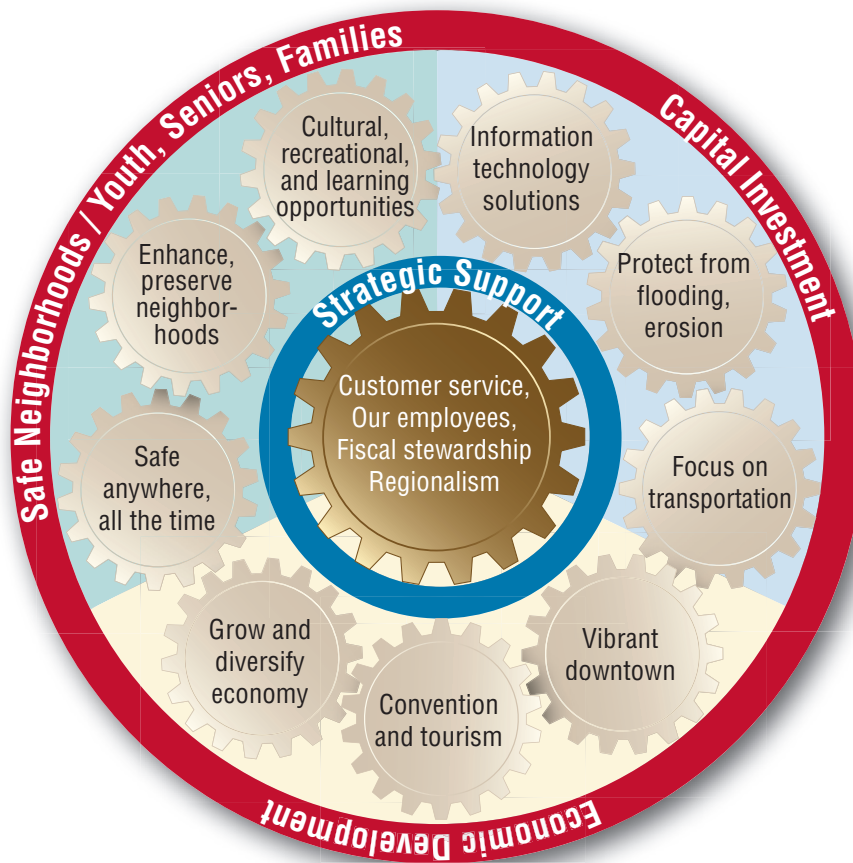 Safe Neighborhoods / Youth, Seniors, Families
Capital Investment
Cultural,
recreational,
and learning
opportunities
Information
technology
solutions
Enhance,
preserve
neighbor-
hoods
Protect from
flooding,
erosion
Strategic Support
Customer service,
Our employees,
Fiscal stewardship
Regionalism
Safe
anywhere,
all the time
Focus on
transportation
Grow and
diversify
economy
Convention
and tourism
Vibrant
downtown
Economic Development